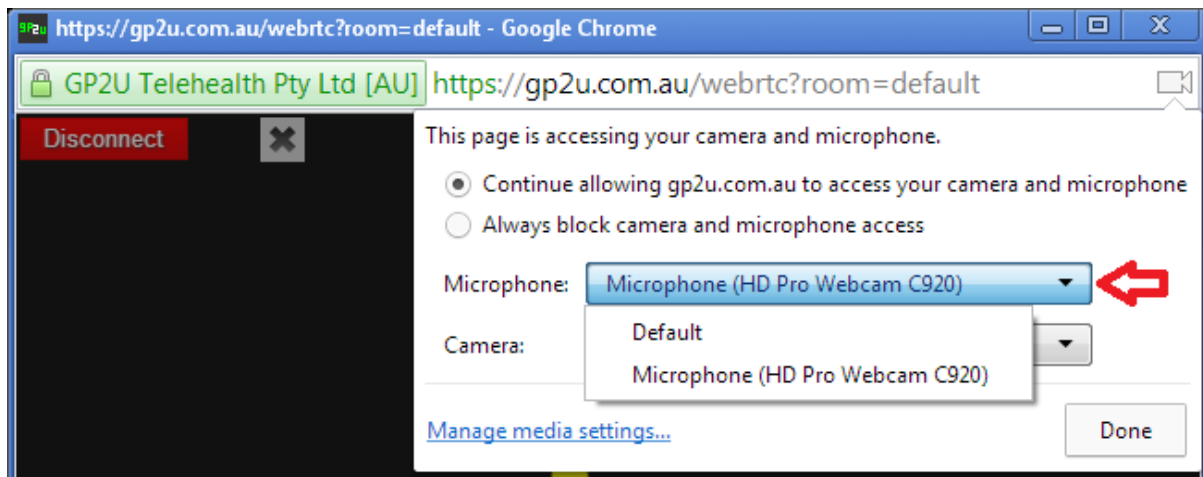 GP2U https://gp2u.com.au/webrtc?room=default - Google Chrome
GP2U Telehealth Pty Ltd [AU] https://gp2u.com.au/webrtc?room=default
Disconnect
This page is accessing your camera and microphone.
Continue allowing gp2u.com.au to access your camera and microphone
Always block camera and microphone access
Microphone: Microphone (HD Pro Webcam C920)
Default
Camera:
Microphone (HD Pro Webcam C920)
Manage media settings...
Done